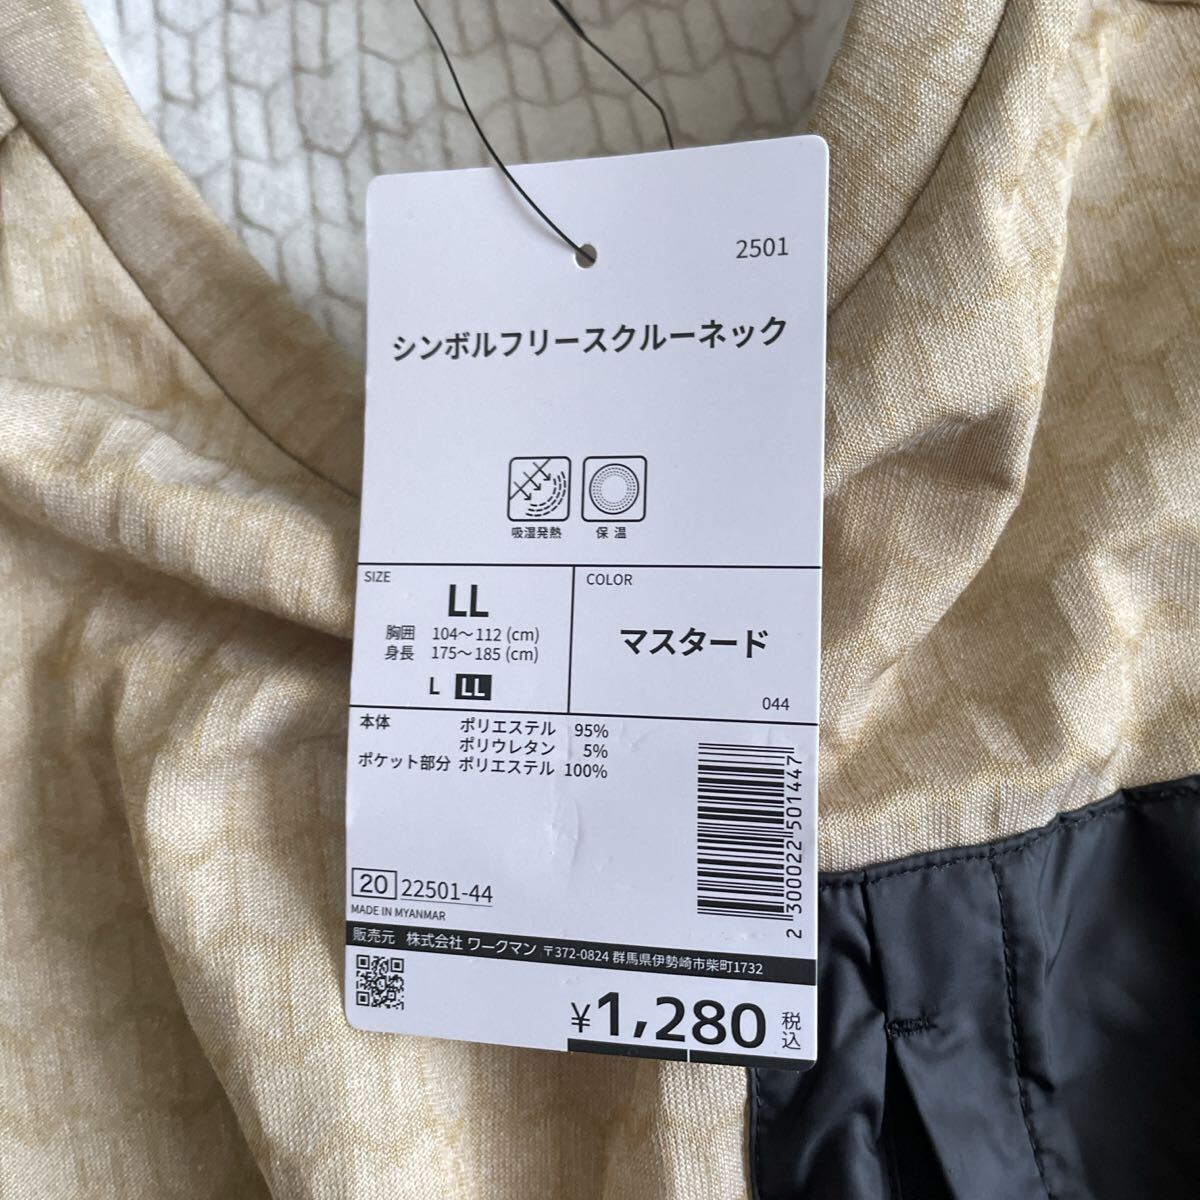 2501
シンボルフリースクルーネック
吸湿発熱 保温
SIZE
LL
胸囲 104～112 (cm)
身長 175～185 (cm)
L LL
COLOR
マスタード
044
本体 ポリエステル 95%
ポリウレタン 5%
ポケット部分 ポリエステル 100%
2 300022 501447
20 22501-44
MADE IN MYANMAR
販売元 株式会社 ワークマン 〒372-0824 群馬県伊勢崎市柴町1732
¥1,280 税込